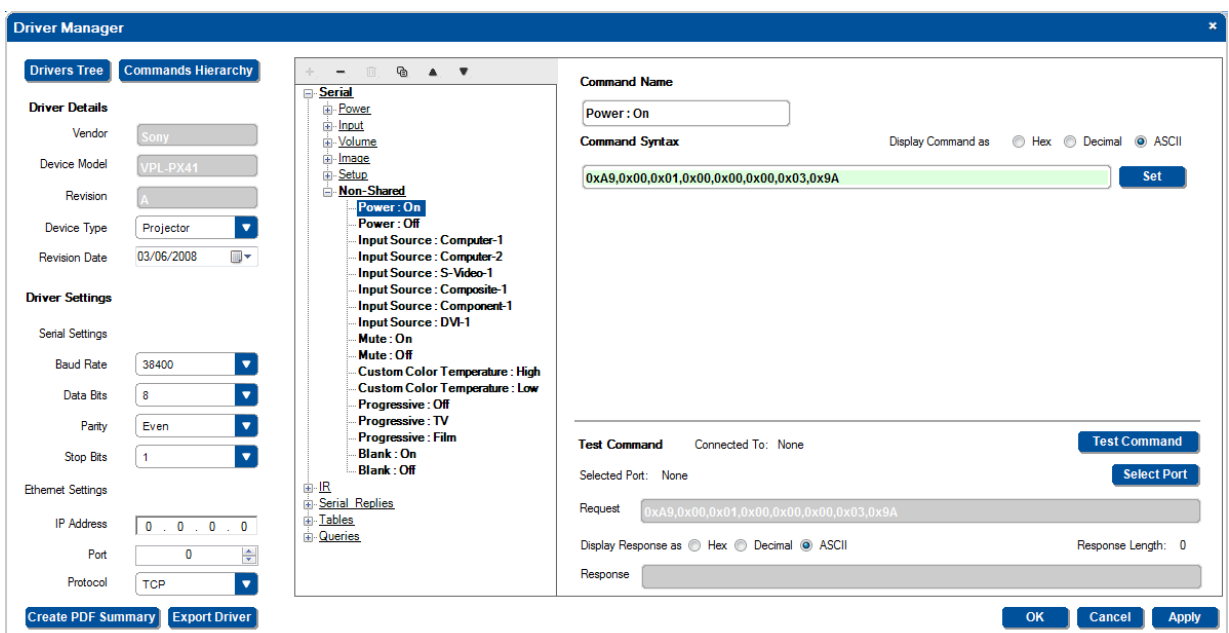 Driver Manager
Drivers Tree
Commands Hierarchy
Driver Details
Vendor
Sony
Device Model
VPL-PX41
Revision
A
Device Type
Projector
Revision Date
03/06/2008
Driver Settings
Serial Settings
Baud Rate
38400
Data Bits
8
Parity
Even
Stop Bits
1
Ethernet Settings
IP Address
0 . 0 . 0 . 0
Port
0
Protocol
TCP
Create PDF Summary
Export Driver
Serial
Power
Input
Volume
Image
Setup
Non-Shared
Power : On
Power : Off
Input Source : Computer-1
Input Source : Computer-2
Input Source : S-Video-1
Input Source : Composite-1
Input Source : Component-1
Input Source : DVI-1
Mute : On
Mute : Off
Custom Color Temperature : High
Custom Color Temperature : Low
Progressive : Off
Progressive : TV
Progressive : Film
Blank : On
Blank : Off
IR
Serial_Replies
Tables
Queries
Command Name
Power : On
Command Syntax
Display Command as
Hex
Decimal
ASCII
0xA9,0x00,0x01,0x00,0x00,0x00,0x03,0x9A
Set
Test Command
Connected To: None
Test Command
Selected Port: None
Select Port
Request
0xA9,0x00,0x01,0x00,0x00,0x00,0x03,0x9A
Display Response as
Hex
Decimal
ASCII
Response Length: 0
Response
OK
Cancel
Apply